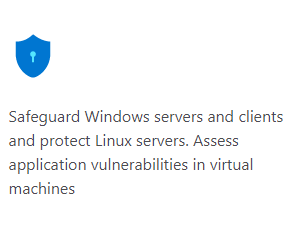 Safeguard Windows servers and clients
and protect Linux servers. Assess
application vulnerabilities in virtual
machines